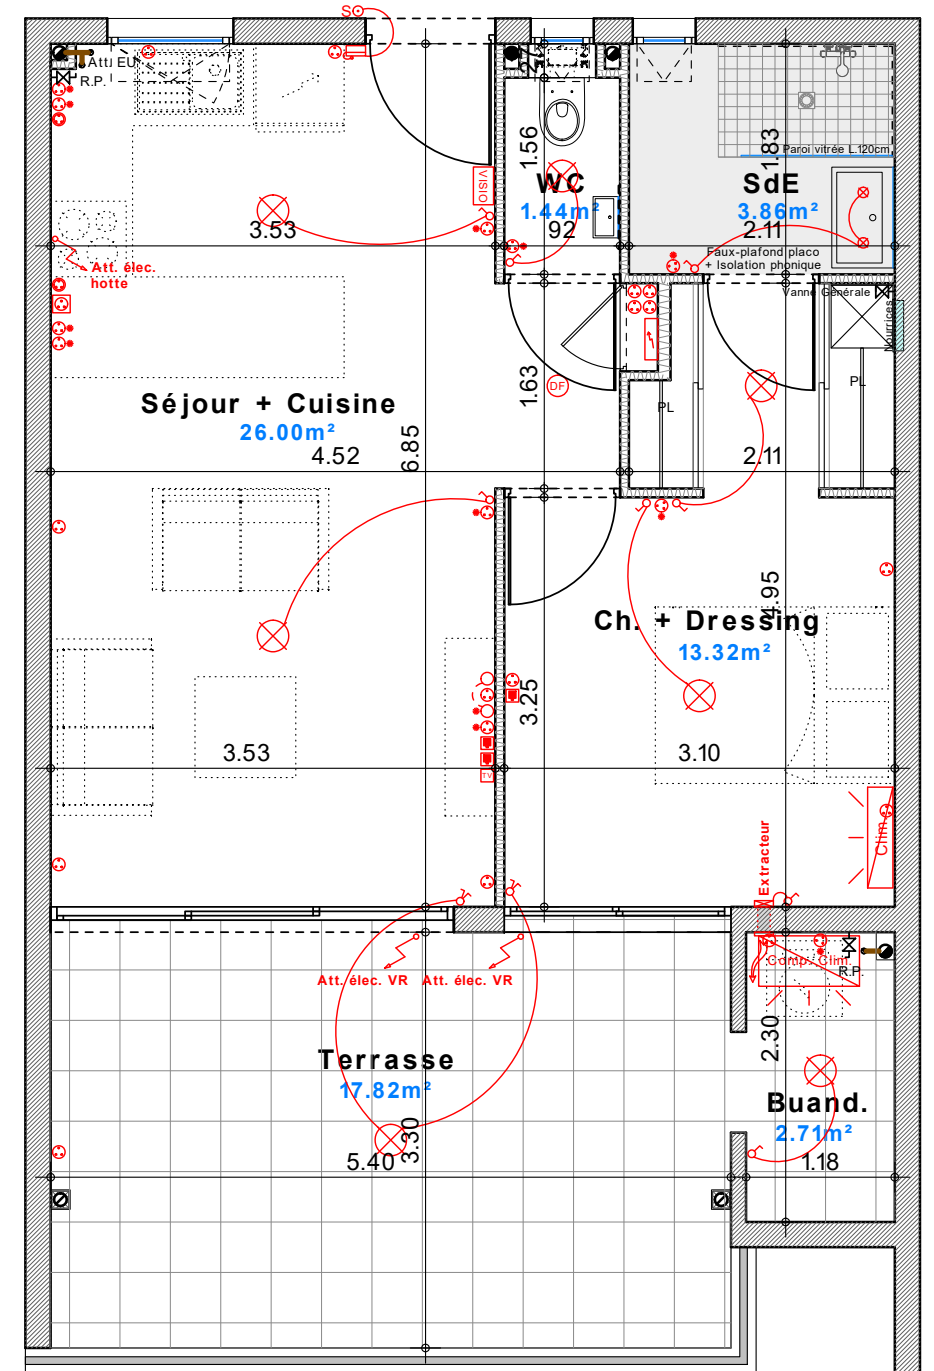 S
Att. EU
R.P.
27
1.56
1.83
Paroi vitrée L.120cm
VISIO
WC
1.44m²
92
SdE
3.86m²
2.11
3.53
Faux-plafond placo
+ Isolation phonique
Att. élec.
hotte
Vanne Générale
Nourrices
DF
1.63
PL
PL
Séjour + Cuisine
26.00m²
4.52
6.85
2.11
4.95
Ch. + Dressing
13.32m²
3.25
3.53
3.10
TV
Clim
Extracteur
Att. élec. VR
Att. élec. VR
Comp. Clim.
R.P.
2.30
Terrasse
17.82m²
3.30
5.40
Buand.
2.71m²
1.18